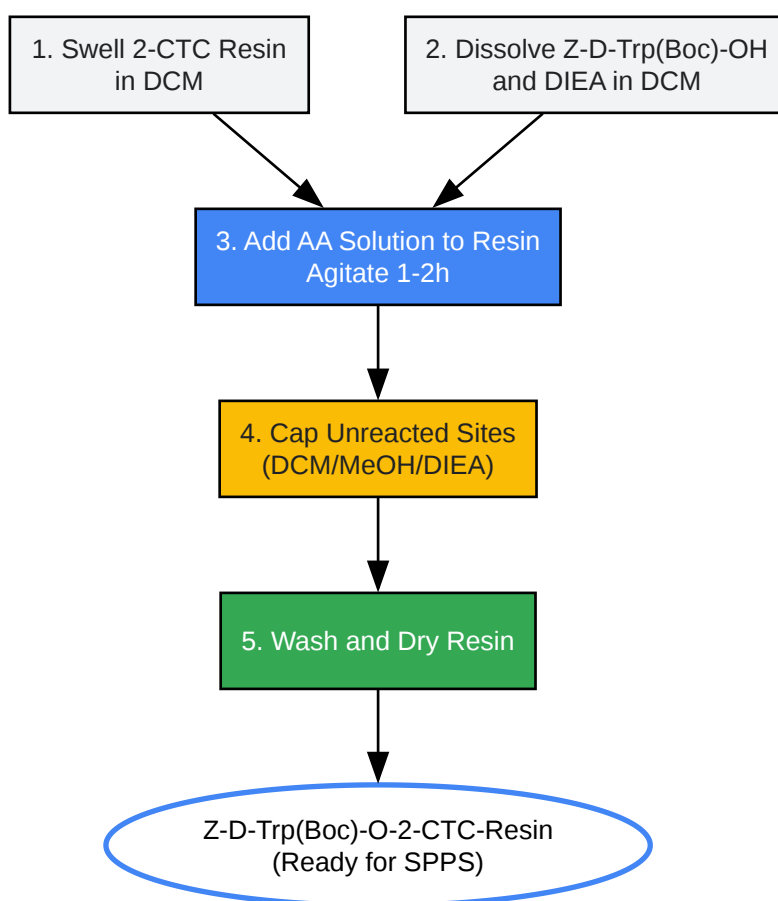 1. Swell 2-CTC Resin
in DCM
2. Dissolve Z-D-Trp(Boc)-OH
and DIEA in DCM
3. Add AA Solution to Resin
Agitate 1-2h
4. Cap Unreacted Sites
(DCM/MeOH/DIEA)
5. Wash and Dry Resin
Z-D-Trp(Boc)-O-2-CTC-Resin
(Ready for SPPS)